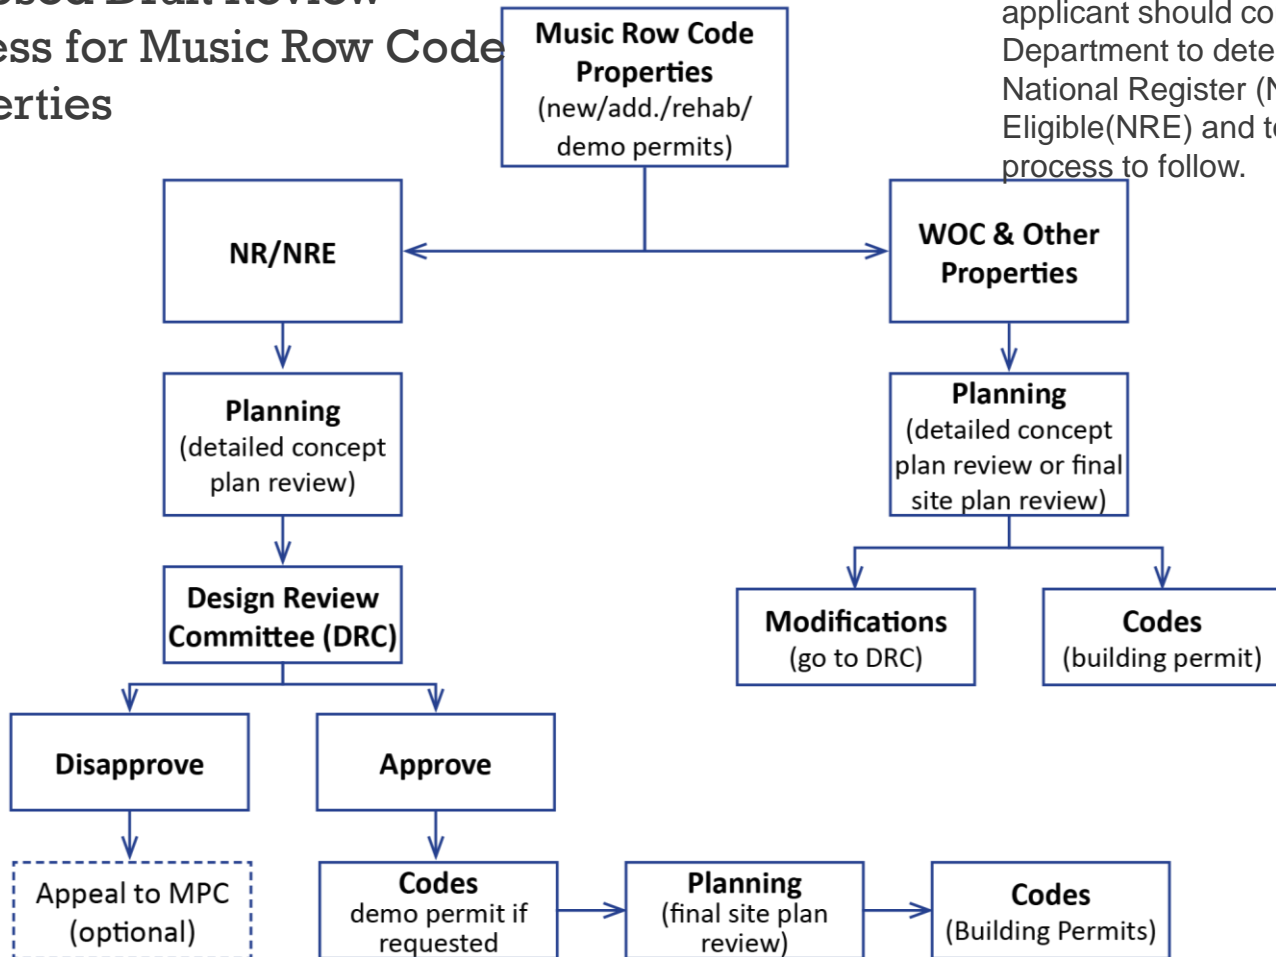 ess for Music Row Code
erties
applicant should co
Department to dete
National Register (N
Eligible(NRE) and t
process to follow.
Music Row Code
Properties
(new/add./rehab/
demo permits)
NR/NRE
WOC & Other
Properties
Planning
(detailed concept
plan review)
Planning
(detailed concept
plan review or final
site plan review)
Design Review
Committee (DRC)
Modifications
(go to DRC)
Codes
(building permit)
Disapprove
Approve
Appeal to MPC
(optional)
Codes
demo permit if
requested
Planning
(final site plan
review)
Codes
(Building Permits)